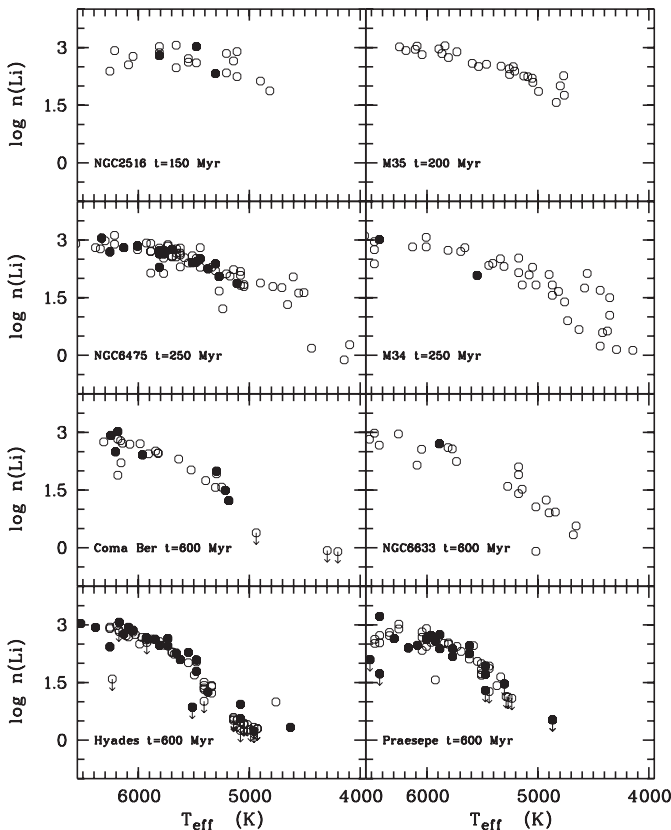 log n(Li)
3
1.5
0
NGC2516 t=150 Myr
M35 t=200 Myr
log n(Li)
3
1.5
0
NGC6475 t=250 Myr
M34 t=250 Myr
log n(Li)
3
1.5
0
Coma Ber t=600 Myr
NGC6633 t=600 Myr
log n(Li)
3
1.5
0
Hyades t=600 Myr
Praesepe t=600 Myr
6000 5000 4000 6000 5000 4000
Teff (K) Teff (K)